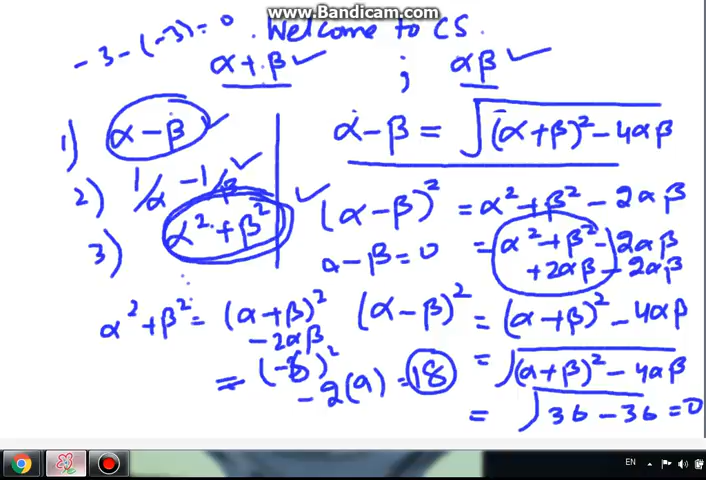 www.Bandicam.com
-3-(-3)=0 Welcome to CS.
α+β ✓ ; αβ ✓
1) α-β ✓ α-β = √(α+β)²-4αβ
2) 1/α - 1/β ✓
✓ (α-β)² = α²+β²-2αβ
3) α²+β²
α-β=0 = α²+β²-2αβ
+2αβ-2αβ
α²+β² = (α+β)² (α-β)² = (α+β)²-4αβ
-2αβ
= (-6)² = √(α+β)²-4αβ
-2(9) = 18
= √36-36=0
EN